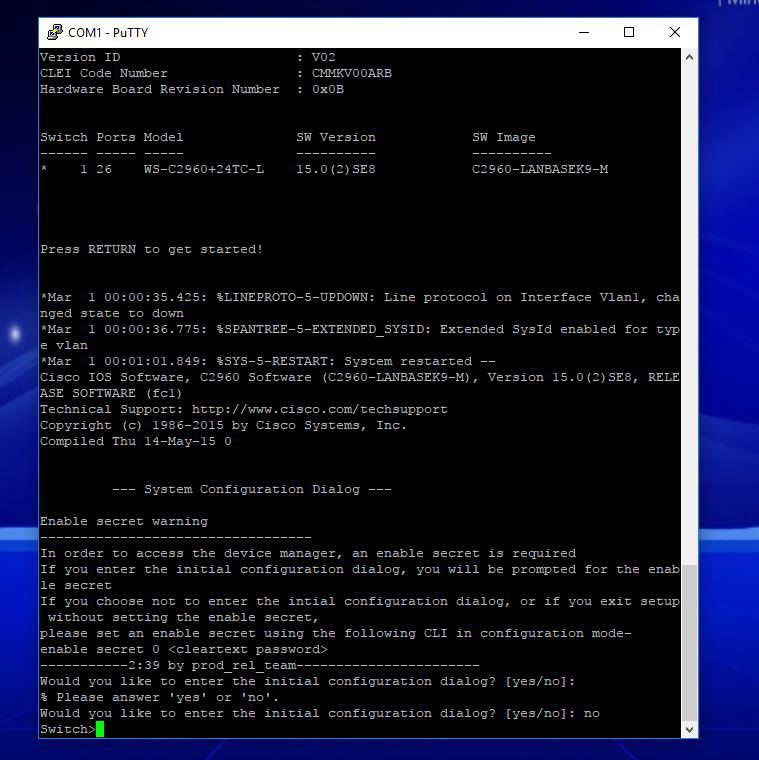 Min
COM1 - PuTTY
Version ID                      : V02
CLEI Code Number                : CMMKV00ARB
Hardware Board Revision Number  : 0x0B
Switch Ports Model              SW Version            SW Image
------ ----- -----              ----------            ----------
*    1 26    WS-C2960+24TC-L    15.0(2)SE8            C2960-LANBASEK9-M
Press RETURN to get started!
*Mar  1 00:00:35.425: %LINEPROTO-5-UPDOWN: Line protocol on Interface Vlan1, cha
nged state to down
*Mar  1 00:00:36.775: %SPANTREE-5-EXTENDED_SYSID: Extended SysId enabled for typ
e vlan
*Mar  1 00:01:01.849: %SYS-5-RESTART: System restarted --
Cisco IOS Software, C2960 Software (C2960-LANBASEK9-M), Version 15.0(2)SE8, RELE
ASE SOFTWARE (fc1)
Technical Support: http://www.cisco.com/techsupport
Copyright (c) 1986-2015 by Cisco Systems, Inc.
Compiled Thu 14-May-15 0
--- System Configuration Dialog ---
Enable secret warning
----------------------------------
In order to access the device manager, an enable secret is required
If you enter the initial configuration dialog, you will be prompted for the enab
le secret
If you choose not to enter the intial configuration dialog, or if you exit setup
 without setting the enable secret,
please set an enable secret using the following CLI in configuration mode-
enable secret 0 <cleartext password>
-----------2:39 by prod_rel_team-----------------------
Would you like to enter the initial configuration dialog? [yes/no]:
% Please answer 'yes' or 'no'.
Would you like to enter the initial configuration dialog? [yes/no]: no
Switch>